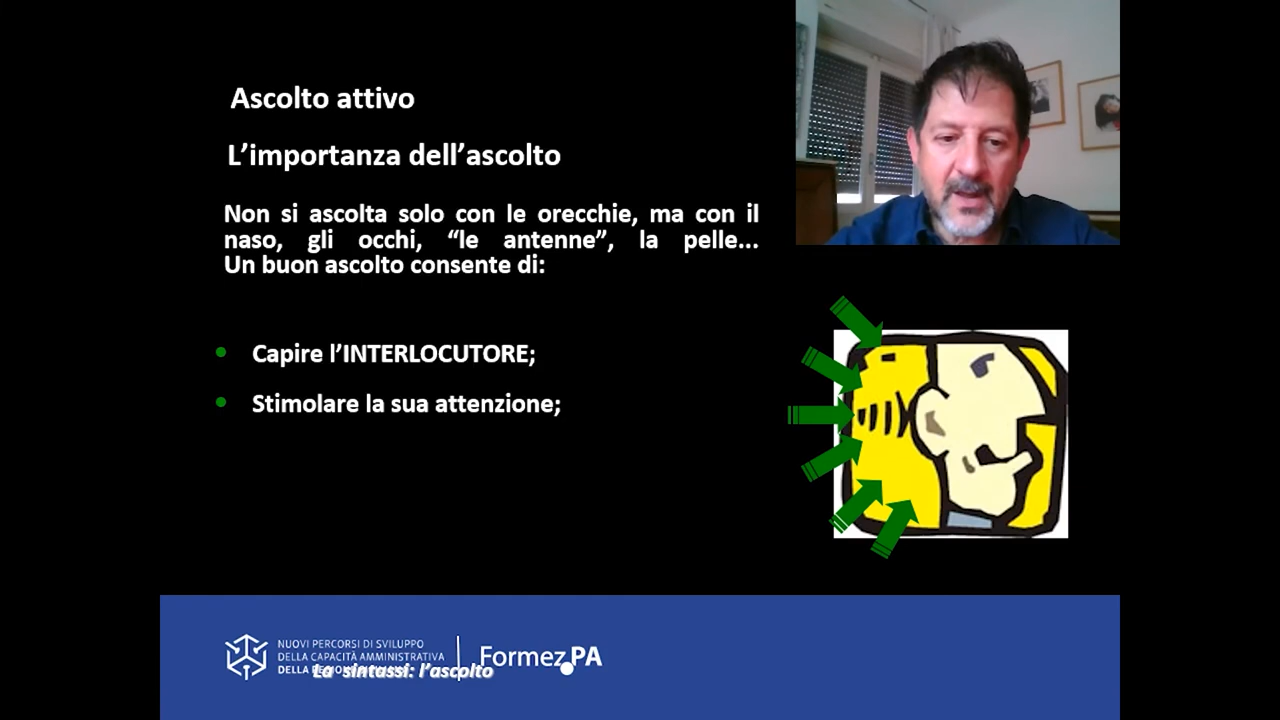 Ascolto attivo
L’importanza dell’ascolto
Non si ascolta solo con le orecchie, ma con il
naso, gli occhi, “le antenne”, la pelle...
Un buon ascolto consente di:
Capire l’INTERLOCUTORE;
Stimolare la sua attenzione;
NUOVI PERCORSI DI SVILUPPO
DELLA CAPACITÀ AMMINISTRATIVA
DELLA
FormezPA
La sintassi: l’ascolto